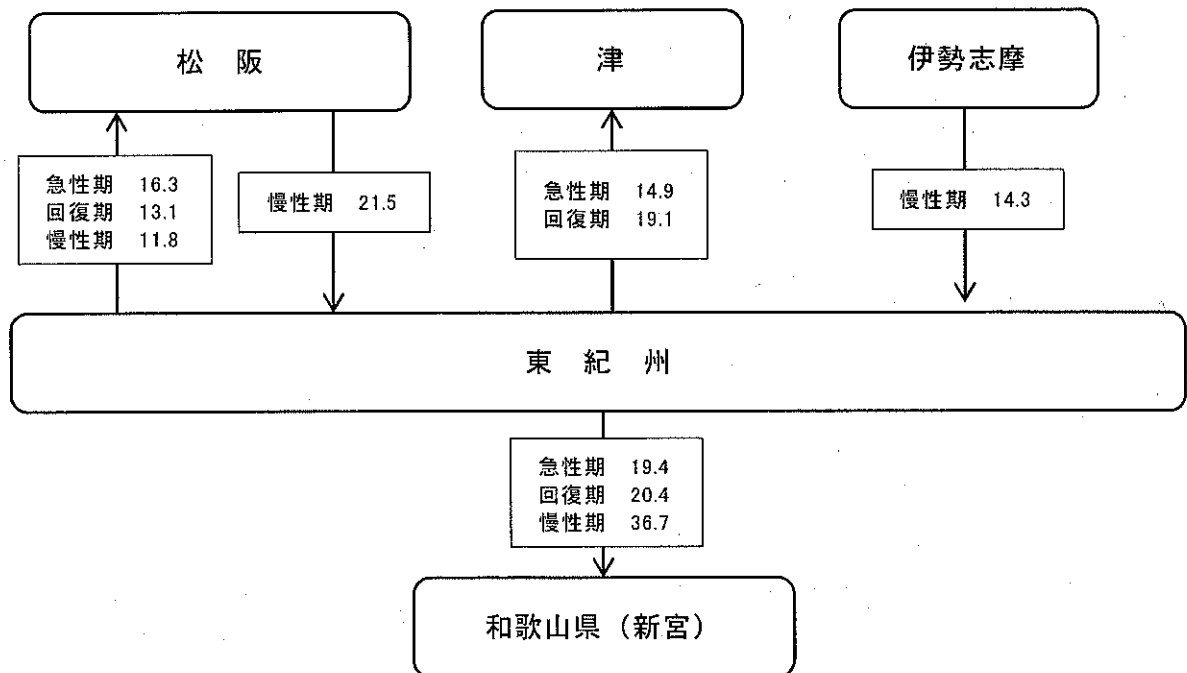 松　阪
津
伊勢志摩
急性期　16.3
回復期　13.1
慢性期　11.8
慢性期　21.5
急性期　14.9
回復期　19.1
慢性期　14.3
東　紀　州
急性期　19.4
回復期　20.4
慢性期　36.7
和歌山県（新宮）